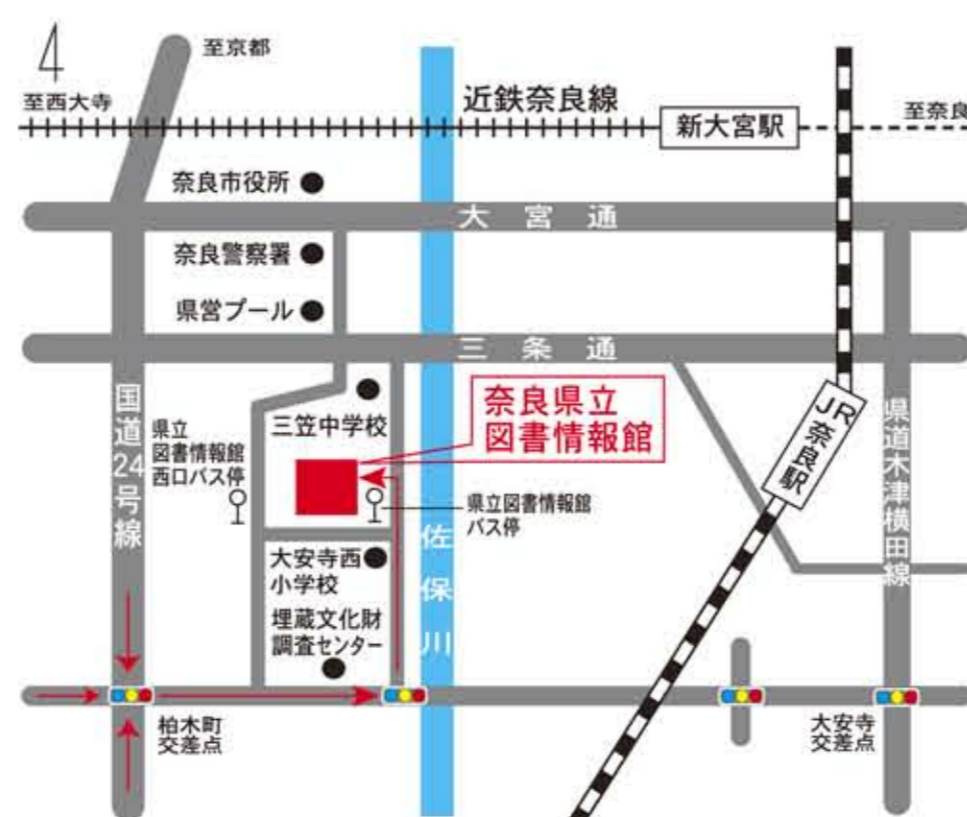 4
至京都
至西大寺
近鉄奈良線
新大宮駅
至奈良
奈良市役所
大宮通
奈良警察署
県営プール
三条通
国道24号線
三笠中学校
奈良県立
図書情報館
JR奈良駅
県道木津横田線
県立
図書情報館
西口バス停
県立図書情報館
バス停
佐保川
大安寺西
小学校
埋蔵文化財
調査センター
柏木町
交差点
大安寺
交差点